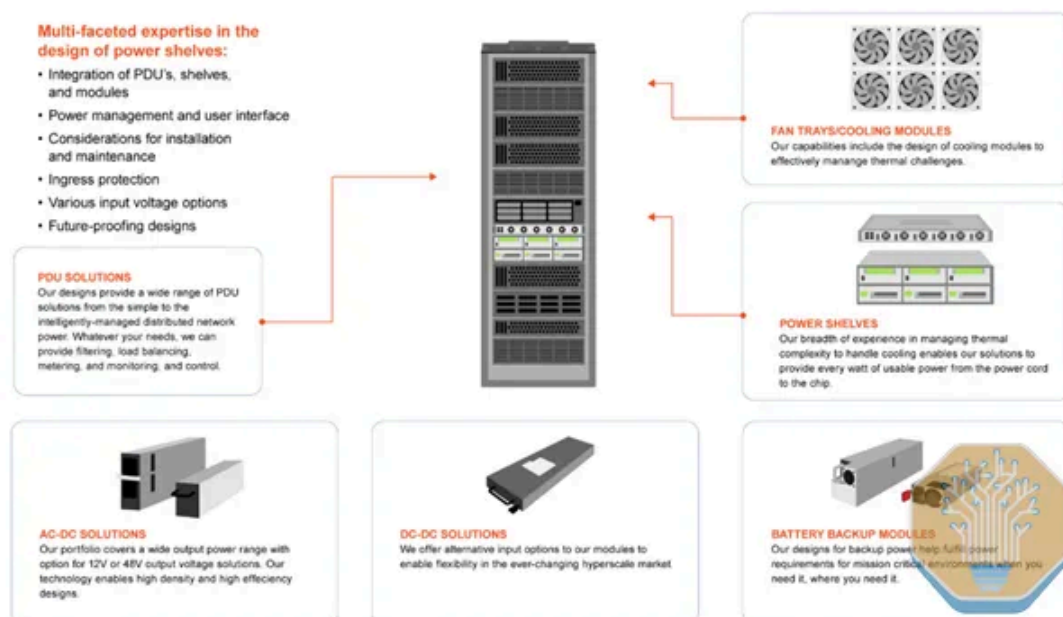 Multi-faceted expertise in the
design of power shelves:
• Integration of PDU's, shelves,
and modules
• Power management and user interface
• Considerations for installation
and maintenance
• Ingress protection
• Various input voltage options
• Future-proofing designs
PDU SOLUTIONS
Our designs provide a wide range of PDU
solutions from the simple to the
intelligently-managed distributed network
power. Whatever your needs, we can
provide filtering, load balancing,
metering, and monitoring, and control.
FAN TRAYS/COOLING MODULES
Our capabilities include the design of cooling modules to
effectively manange thermal challenges.
POWER SHELVES
Our breadth of experience in managing thermal
complexity to handle cooling enables our solutions to
provide every watt of usable power from the power cord
to the chip.
AC-DC SOLUTIONS
Our portfolio covers a wide output power range with
option for 12V or 48V output voltage solutions. Our
technology enables high density and high effeciency
designs.
DC-DC SOLUTIONS
We offer alternative input options to our modules to
enable flexibility in the ever-changing hyperscale market
BATTERY BACKUP MODULES
Our designs for backup power help fulfill power
requirements for mission critical environments when you
need it, where you need it.